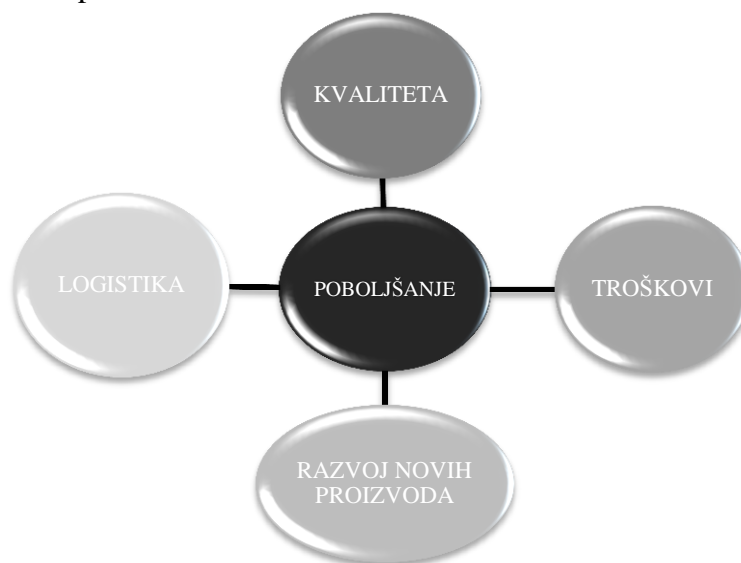 KVALITETA
LOGISTIKA
POBOLJŠANJE
TROŠKOVI
RAZVOJ NOVIH
PROIZVODA